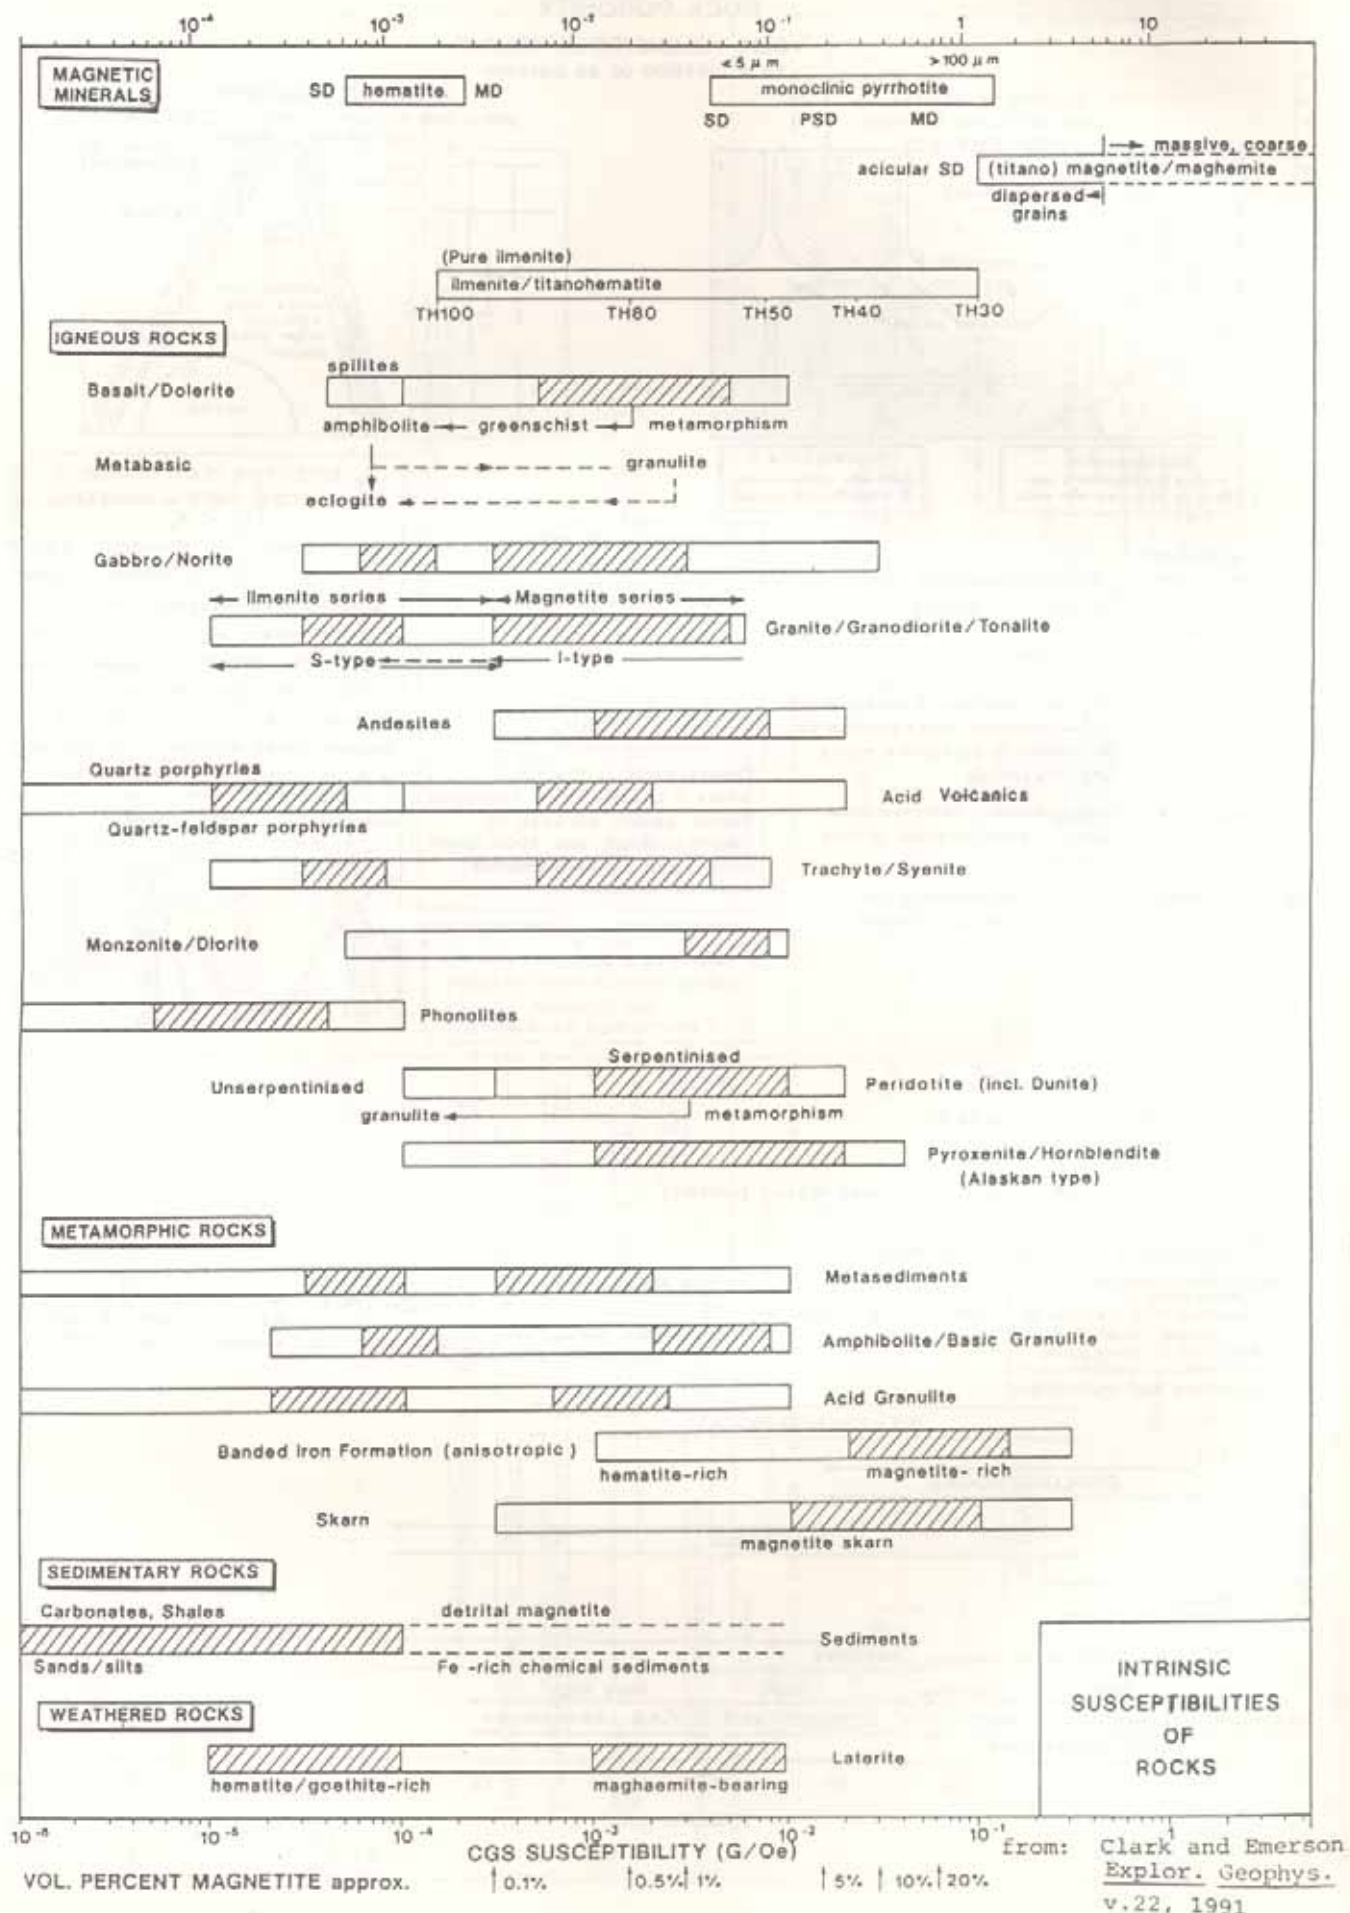 10⁻⁴ 10⁻³ 10⁻² 10⁻¹ 1 10
MAGNETIC MINERALS
< 5 μm > 100 μm
SD hematite MD
monoclinic pyrrhotite
SD PSD MD
massive, coarse
acicular SD (titano) magnetite/maghemite
dispersed
grains
(Pure ilmenite)
ilmenite/titanohematite
TH100 TH80 TH50 TH40 TH30
IGNEOUS ROCKS
spilites
Basalt/Dolerite
amphibolite greenschist metamorphism
Metabasic granulite
eclogite
Gabbro/Norite
Ilmenite series Magnetite series
Granite/Granodiorite/Tonalite
S-type I-type
Andesites
Quartz porphyries
Acid Volcanics
Quartz-feldspar porphyries
Trachyte/Syenite
Monzonite/Diorite
Phonolites
Serpentinised
Unserpentinised Peridotite (incl. Dunite)
granulite metamorphism
Pyroxenite/Hornblendite
(Alaskan type)
METAMORPHIC ROCKS
Metasediments
Amphibolite/Basic Granulite
Acid Granulite
Banded Iron Formation (anisotropic)
hematite-rich magnetite-rich
Skarn
magnetite skarn
SEDIMENTARY ROCKS
Carbonates, Shales detrital magnetite
Sediments
Sands/silts Fe-rich chemical sediments
WEATHERED ROCKS
Laterite
hematite/goethite-rich maghaemite-bearing
INTRINSIC
SUSCEPTIBILITIES
OF
ROCKS
10⁻⁶ 10⁻⁵ 10⁻⁴ 10⁻³ 10⁻² 10⁻¹ 1
CGS SUSCEPTIBILITY (G/Oe)
VOL. PERCENT MAGNETITE approx. 0.1% 0.5% 1% 5% 10% 20%
from: Clark and Emerson
Explor. Geophys.
v.22, 1991